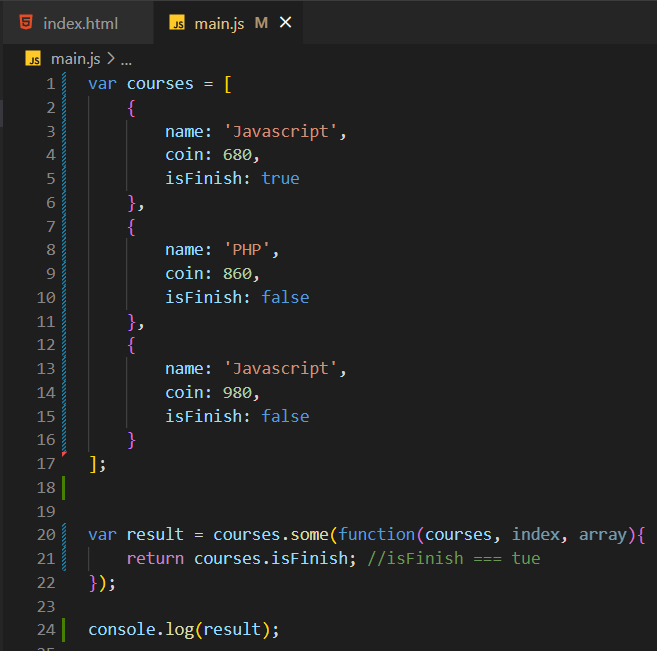 index.html
JS main.js M ×
JS main.js > ...
1 var courses = [
2 {
3 name: 'Javascript',
4 coin: 680,
5 isFinish: true
6 },
7 {
8 name: 'PHP',
9 coin: 860,
10 isFinish: false
11 },
12 {
13 name: 'Javascript',
14 coin: 980,
15 isFinish: false
16 }
17 ];
18
19
20 var result = courses.some(function(courses, index, array){
21 return courses.isFinish; //isFinish === tue
22 });
23
24 console.log(result);
25